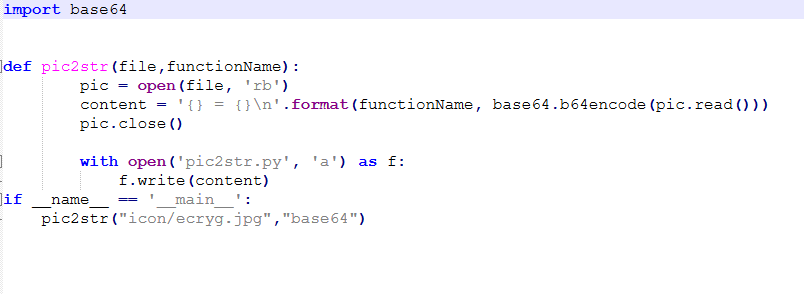 import base64
def pic2str(file,functionName):
pic = open(file, 'rb')
content = '{} = {}\n'.format(functionName, base64.b64encode(pic.read()))
pic.close()
with open('pic2str.py', 'a') as f:
f.write(content)
if __name__ == '__main__':
pic2str("icon/ecryg.jpg","base64")